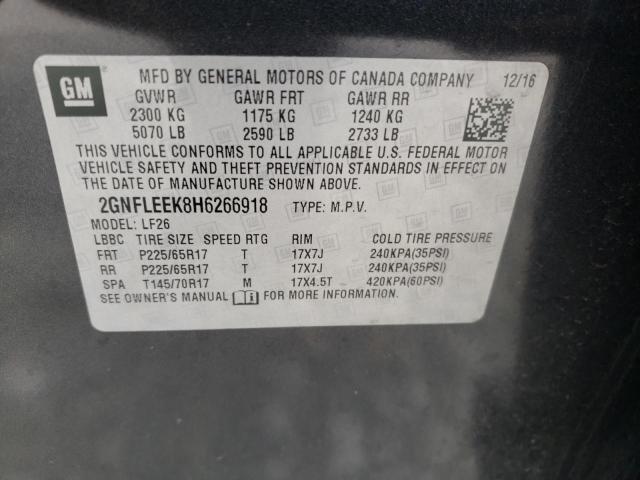 GM
MFD BY GENERAL MOTORS OF CANADA COMPANY 12/16
GVWR GAWR FRT GAWR RR
2300 KG 1175 KG 1240 KG
5070 LB 2590 LB 2733 LB
THIS VEHICLE CONFORMS TO ALL APPLICABLE U.S. FEDERAL MOTOR
VEHICLE SAFETY AND THEFT PREVENTION STANDARDS IN EFFECT ON
THE DATE OF MANUFACTURE SHOWN ABOVE.
2GNFLEEK8H6266918 TYPE: M.P.V.
MODEL: LF26
LBBC TIRE SIZE SPEED RTG RIM COLD TIRE PRESSURE
FRT P225/65R17 T 17X7J 240KPA(35PSI)
RR P225/65R17 T 17X7J 240KPA(35PSI)
SPA T145/70R17 M 17X4.5T 420KPA(60PSI)
SEE OWNER'S MANUAL FOR MORE INFORMATION.